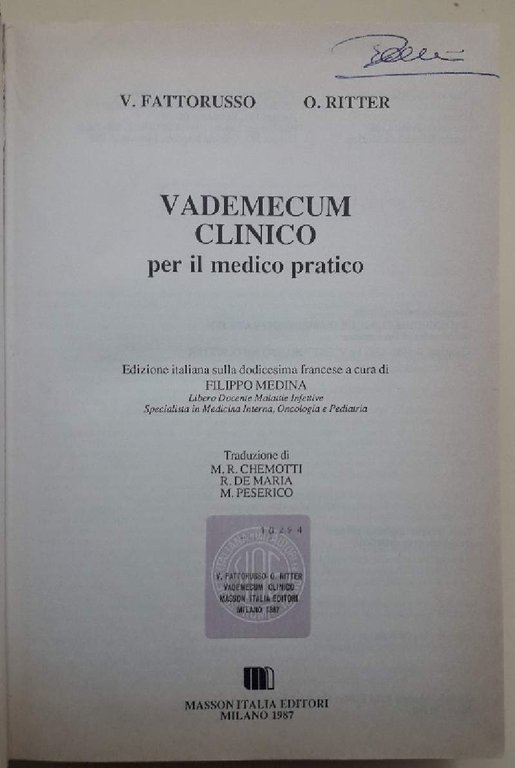 V. FATTORUSSO O. RITTER
VADEMECUM
CLINICO
per il medico pratico
Edizione italiana sulla dodicesima francese a cura di
FILIPPO MEDINA
Libero Docente Malattie Infettive
Specialista in Medicina Interna, Oncologia e Pediatria
Traduzione di
M. R. CHEMOTTI
R. DE MARIA
M. PESERICO
10294
V. FATTORUSSO-O. RITTER
VADEMECUM CLINICO
MASSON ITALIA EDITORI
MILANO 1987
MASSON ITALIA EDITORI
MILANO 1987